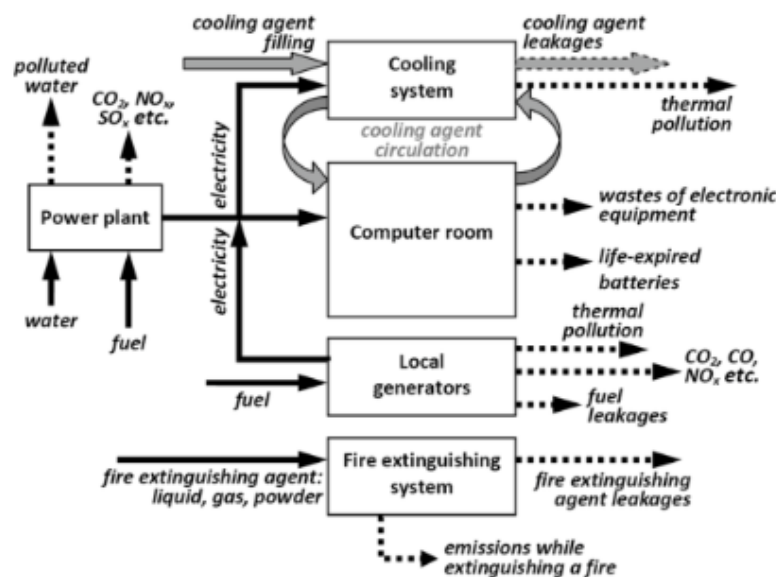 cooling agent
filling
Cooling
system
cooling agent
leakages
thermal
pollution
polluted
water
CO₂, NOₓ,
SOₓ etc.
cooling agent
circulation
electricity
Power plant
Computer room
wastes of electronic
equipment
life-expired
batteries
water
fuel
electricity
thermal
pollution
Local
generators
CO₂, CO,
NOₓ etc.
fuel
fuel
leakages
Fire extinguishing
system
fire extinguishing agent:
liquid, gas, powder
fire extinguishing
agent leakages
emissions while
extinguishing a fire